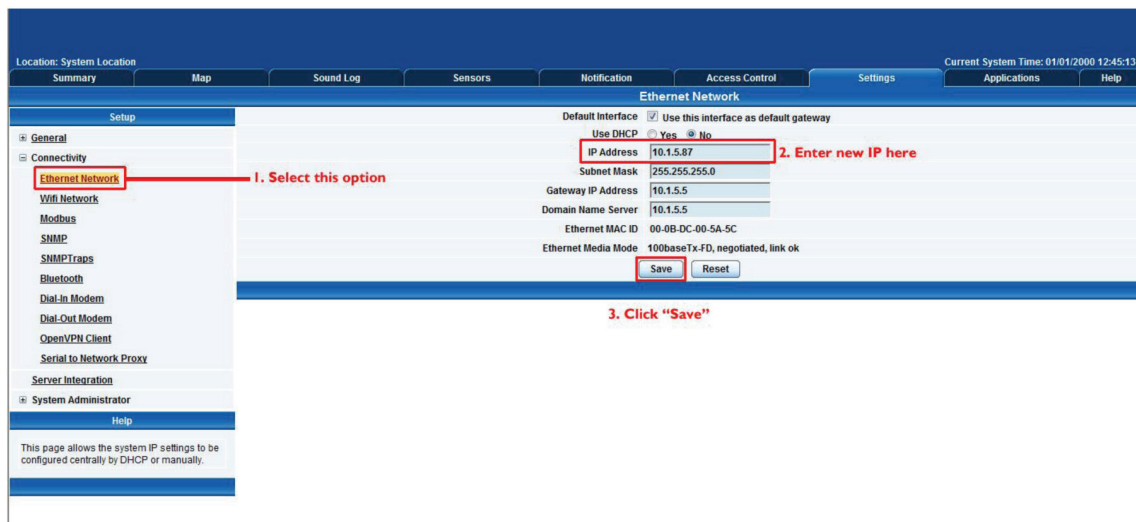 Location: System Location
Current System Time: 01/01/2000 12:45:13
Summary Map Sound Log Sensors Notification Access Control Settings Applications Help
Ethernet Network
Setup
General
Connectivity
Ethernet Network
Wifi Network
Modbus
SNMP
SNMPTraps
Bluetooth
Dial-In Modem
Dial-Out Modem
OpenVPN Client
Serial to Network Proxy
Server Integration
System Administrator
Help
This page allows the system IP settings to be
configured centrally by DHCP or manually.
1. Select this option
Default Interface Use this interface as default gateway
Use DHCP Yes No
IP Address 10.1.5.87 2. Enter new IP here
Subnet Mask 255.255.255.0
Gateway IP Address 10.1.5.5
Domain Name Server 10.1.5.5
Ethernet MAC ID 00-0B-DC-00-5A-5C
Ethernet Media Mode 100baseTx-FD, negotiated, link ok
Save Reset
3. Click “Save”